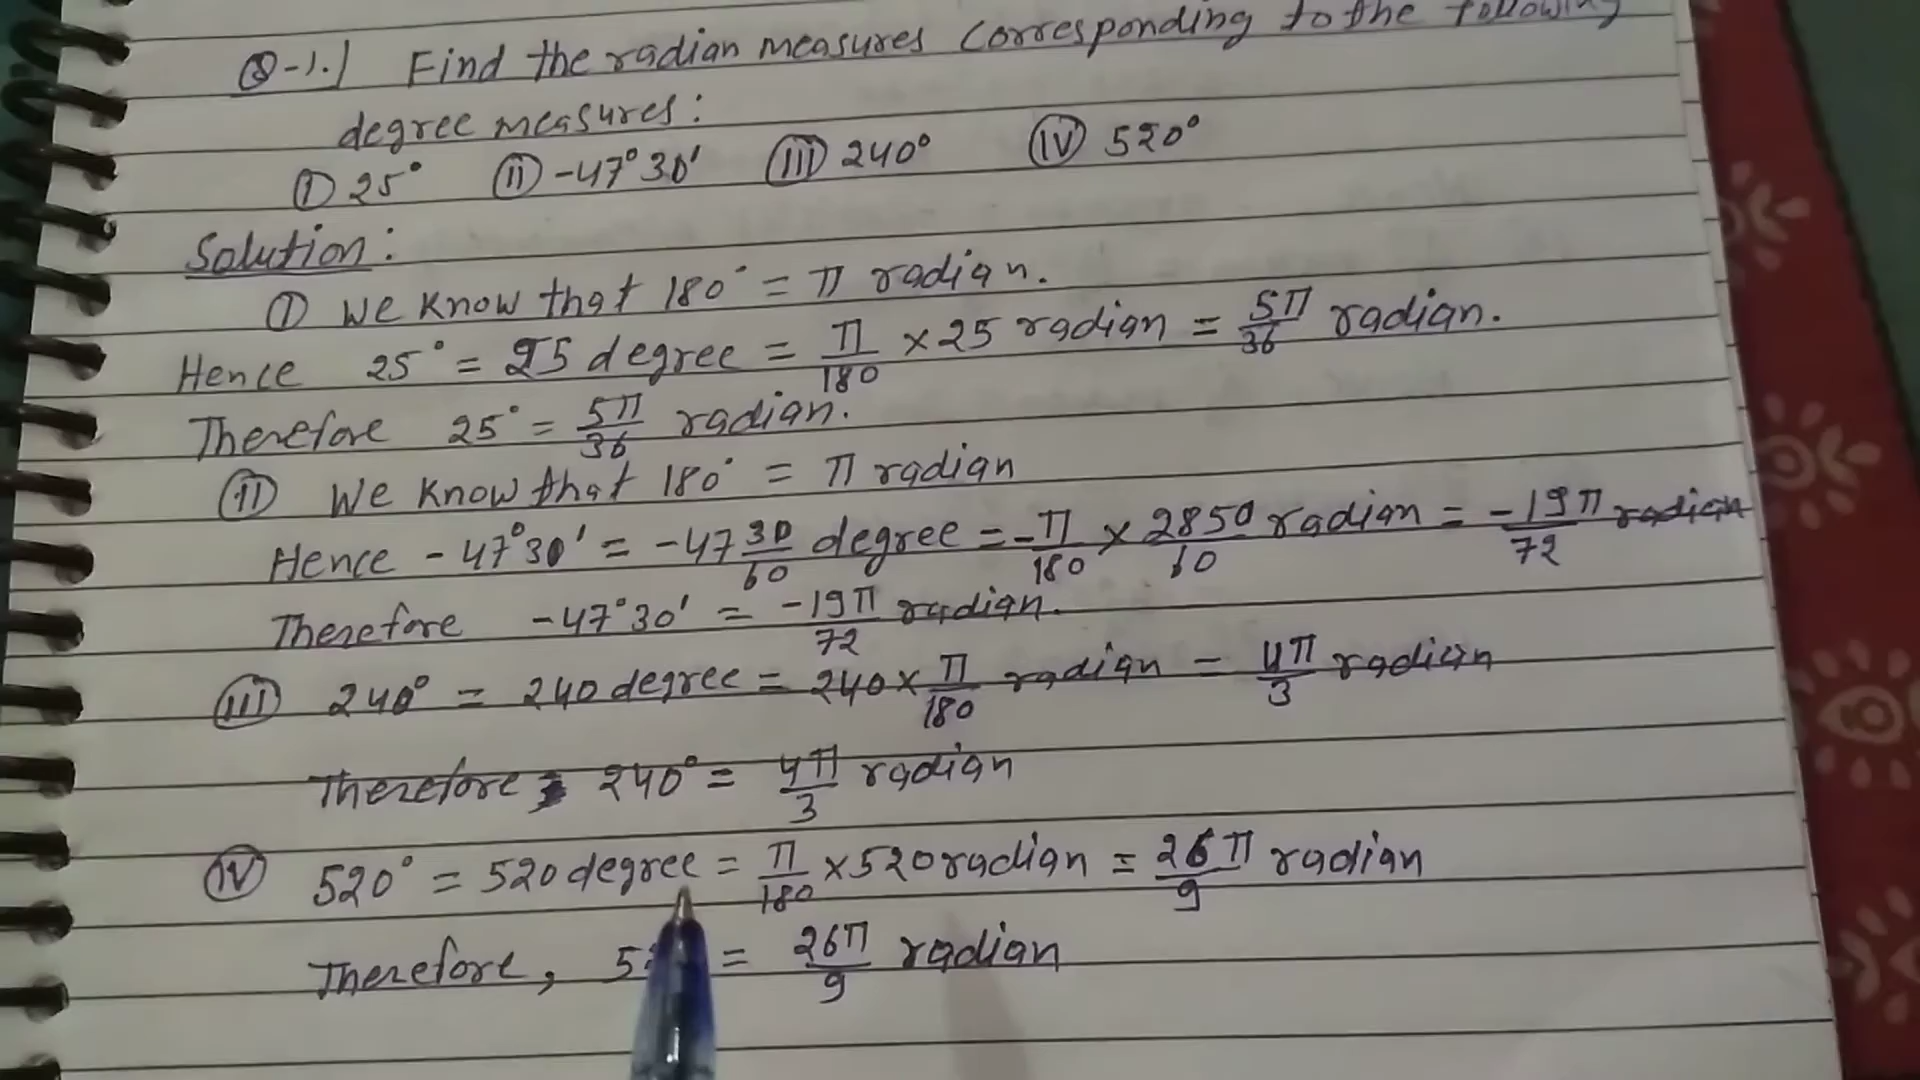 Q-1.) Find the radian measures corresponding to the following
degree measures:
(I) 25° (II) -47°30' (III) 240° (IV) 520°
Solution:
(I) We know that 180° = π radian.
Hence 25° = 25 degree = π/180 × 25 radian = 5π/36 radian.
Therefore 25° = 5π/36 radian.
(II) We know that 180° = π radian
Hence -47°30' = -47 30/60 degree = -π/180 × 2850/60 radian = -19π/72 radian
Therefore -47°30' = -19π/72 radian.
(III) 240° = 240 degree = 240 × π/180 radian = 4π/3 radian
Therefore, 240° = 4π/3 radian
(IV) 520° = 520 degree = π/180 × 520 radian = 26π/9 radian
Therefore, = 26π/9 radian